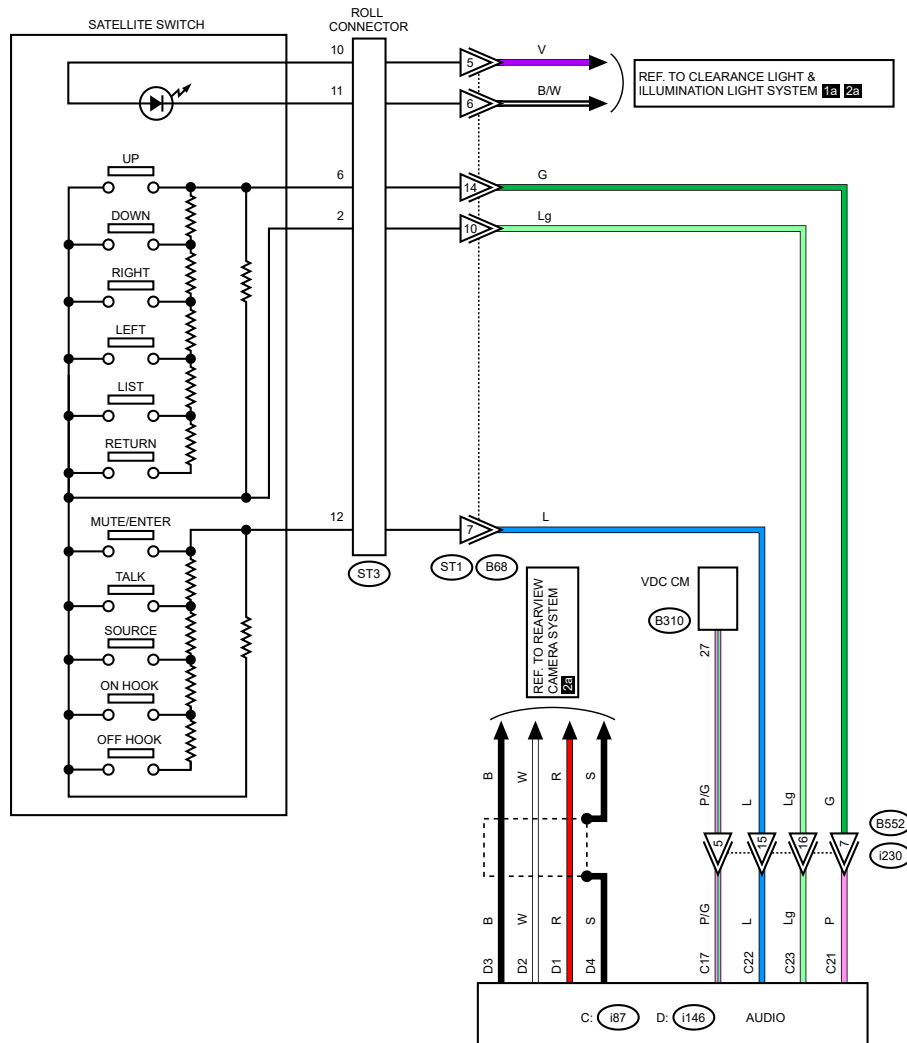 SATELLITE SWITCH
ROLL
CONNECTOR
10
5
V
11
6
B/W
REF. TO CLEARANCE LIGHT &
ILLUMINATION LIGHT SYSTEM 1a 2a
UP
6
14
G
DOWN
2
10
Lg
RIGHT
LEFT
LIST
RETURN
MUTE/ENTER
12
7
L
ST3
ST1
B68
TALK
SOURCE
ON HOOK
OFF HOOK
REF. TO REARVIEW
CAMERA SYSTEM
2a
VDC CM
B310
27
B
W
R
S
P/G
L
Lg
G
5
15
16
7
B552
i230
B
W
R
S
P/G
L
Lg
P
D3
D2
D1
D4
C17
C22
C23
C21
C: i87 D: i146 AUDIO